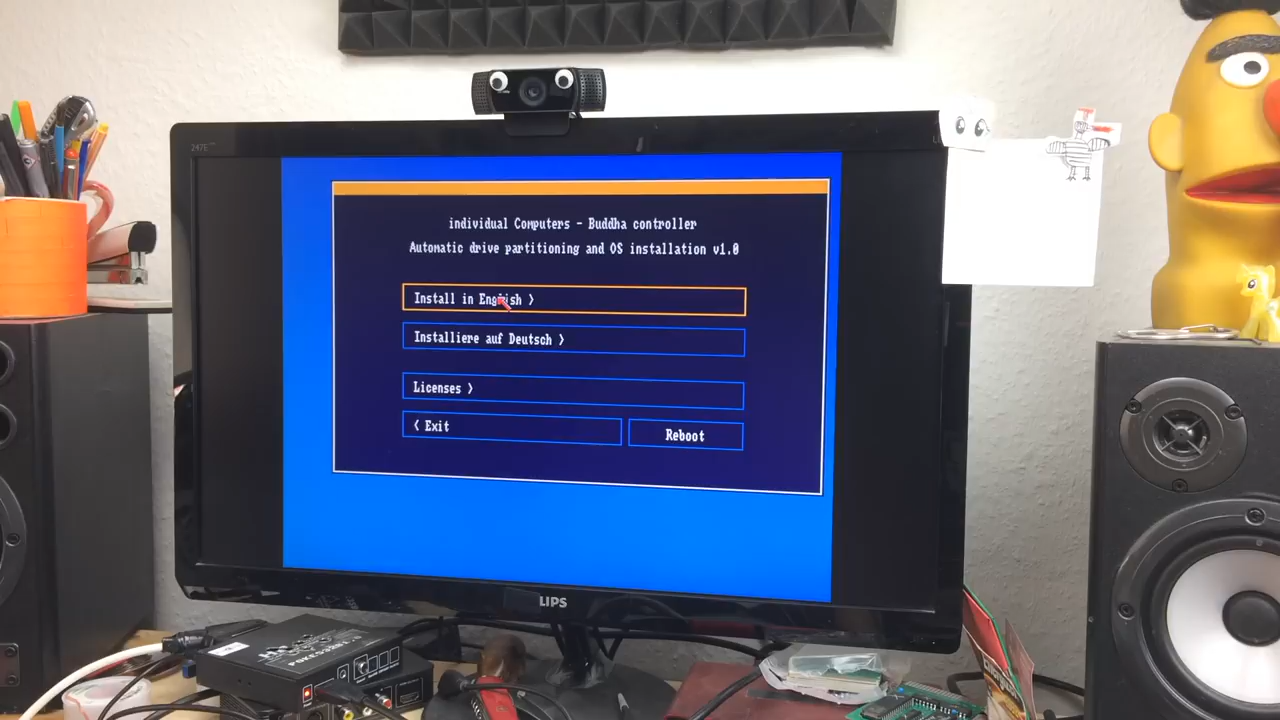 247E
individual Computers - Buddha controller
Automatic drive partitioning and OS installation v1.0
Install in English >
Installiere auf Deutsch >
Licenses >
< Exit
Reboot
LIPS